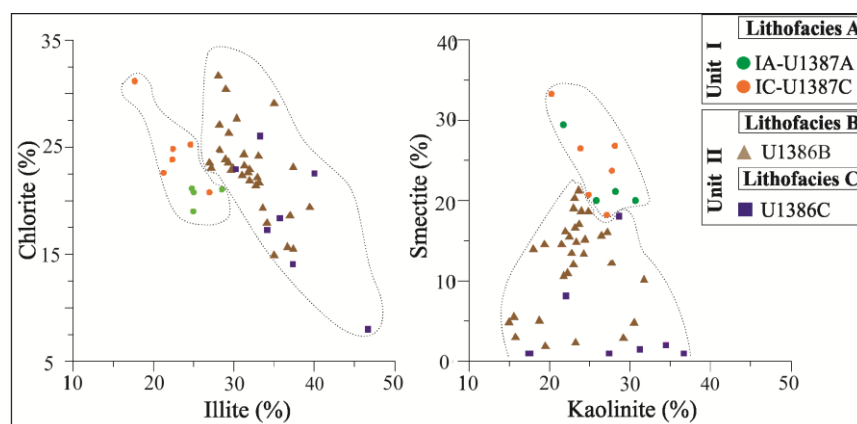 35
25
15
5
Chlorite (%)
10 20 30 40 50
Illite (%)
40
30
20
10
0
Smectite (%)
10 20 30 40 50
Kaolinite (%)
Unit I
Lithofacies A
IA-U1387A
IC-U1387C
Unit II
Lithofacies B
U1386B
Lithofacies C
U1386C